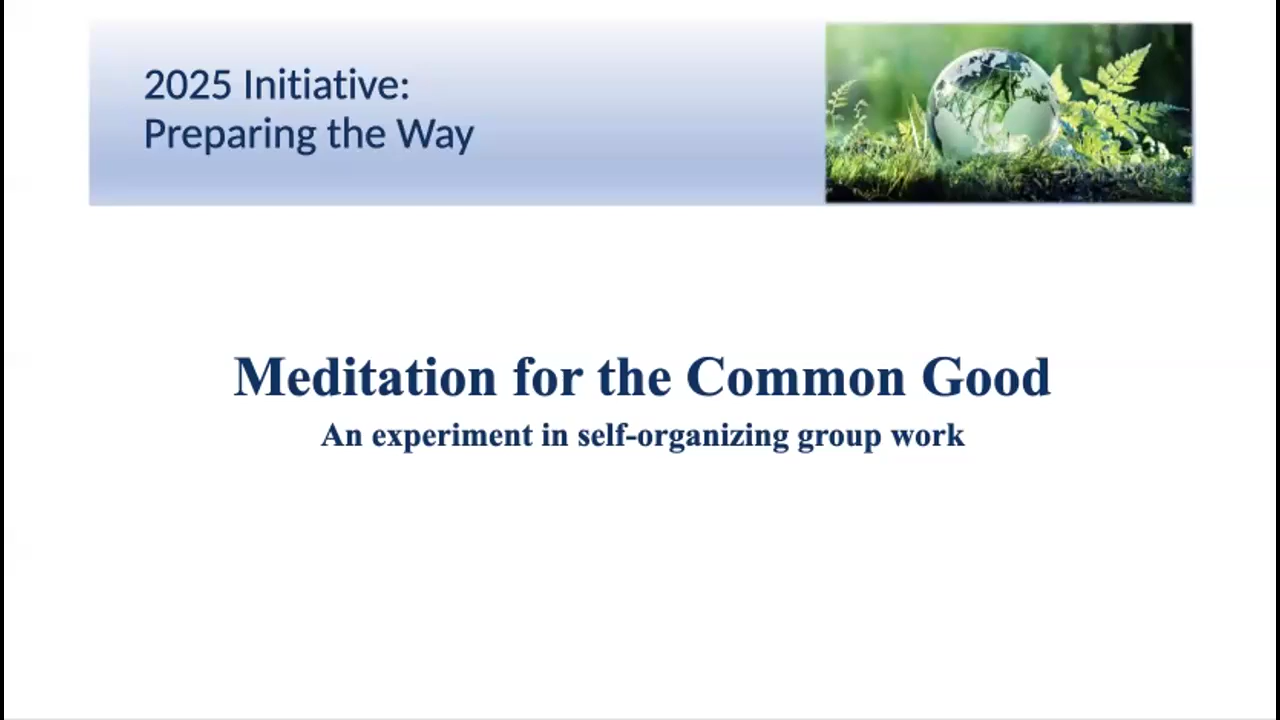 2025 Initiative:
Preparing the Way
Meditation for the Common Good
An experiment in self-organizing group work